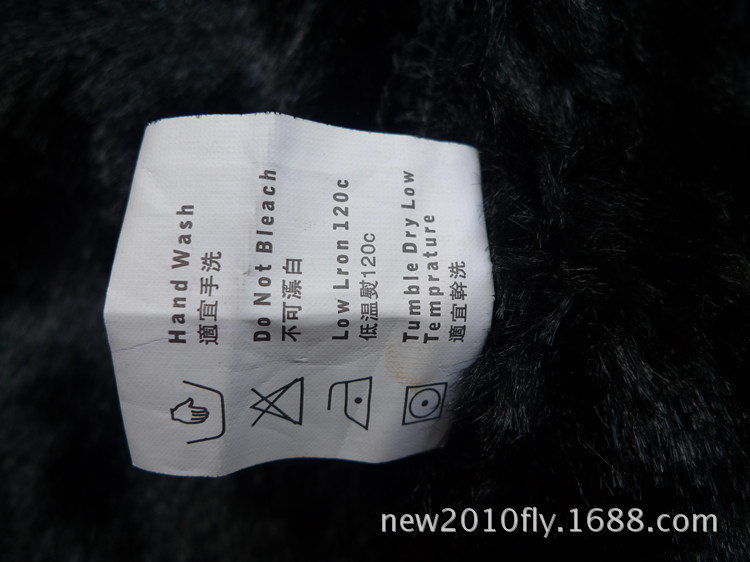 Hand Wash
適宜手洗
Do Not Bleach
不可漂白
Low Lron 120c
低温熨120c
Tumble Dry Low
Temprature
適宜幹洗
new2010fly.1688.com